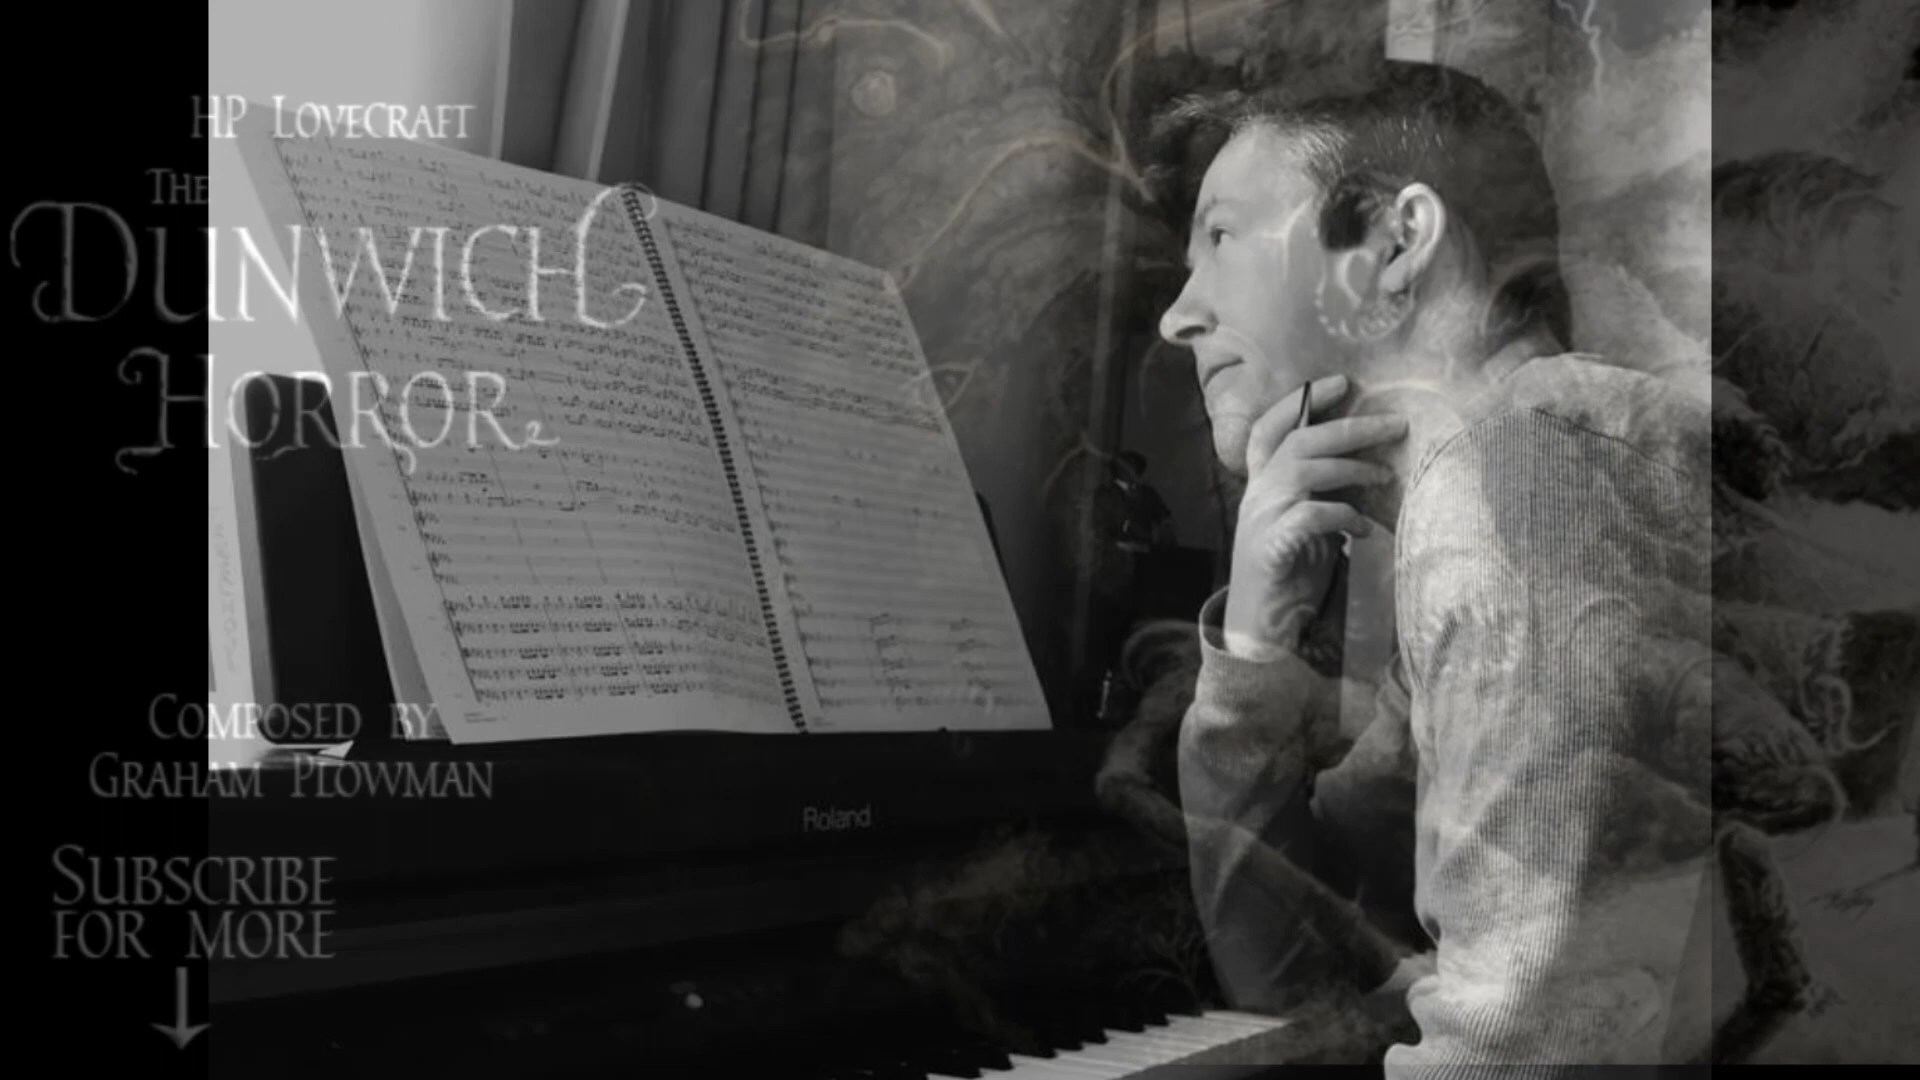 HP LOVECRAFT
THE
DUNWICH
HORROR
COMPOSED BY
GRAHAM PLOWMAN
SUBSCRIBE
FOR MORE
Roland